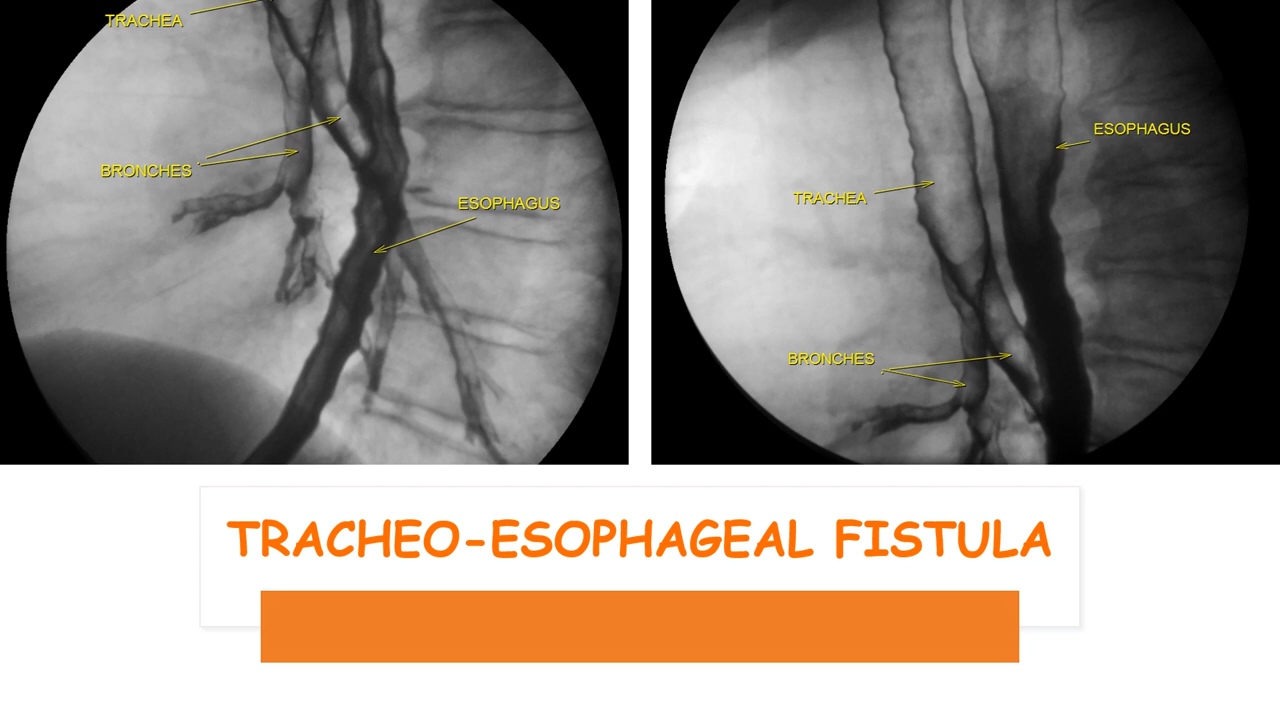 TRACHEA
BRONCHES
ESOPHAGUS
ESOPHAGUS
TRACHEA
BRONCHES
TRACHEO-ESOPHAGEAL FISTULA